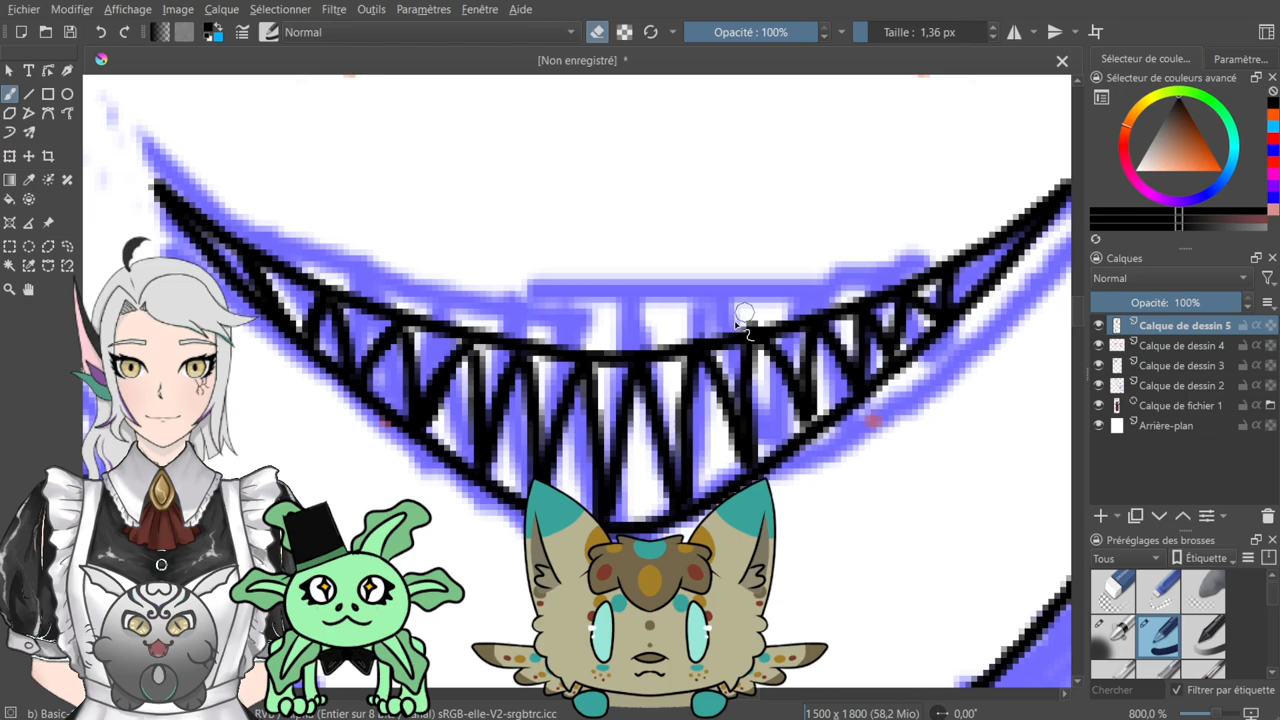 Fichier Modifier Affichage Image Calque Sélectionner Filtre Outils Paramètres Fenêtre Aide
Normal Opacité : 100% Taille : 1,36 px
[Non enregistré] *
Sélecteur de coule... Paramètre...
Sélecteur de couleurs avancé
Calques
Normal
Opacité: 100%
Calque de dessin 5
Calque de dessin 4
Calque de dessin 3
Calque de dessin 2
Calque de fichier 1
Arrière-plan
Préréglages des brosses
Tous Étiquette
Chercher Filtrer par étiquette
b) Basic- (Entier sur 8 sRGB-elle-V2-srgbtrc.icc 1 500 x 1 800 (58,2 Mio) 0,00° 800,0 %